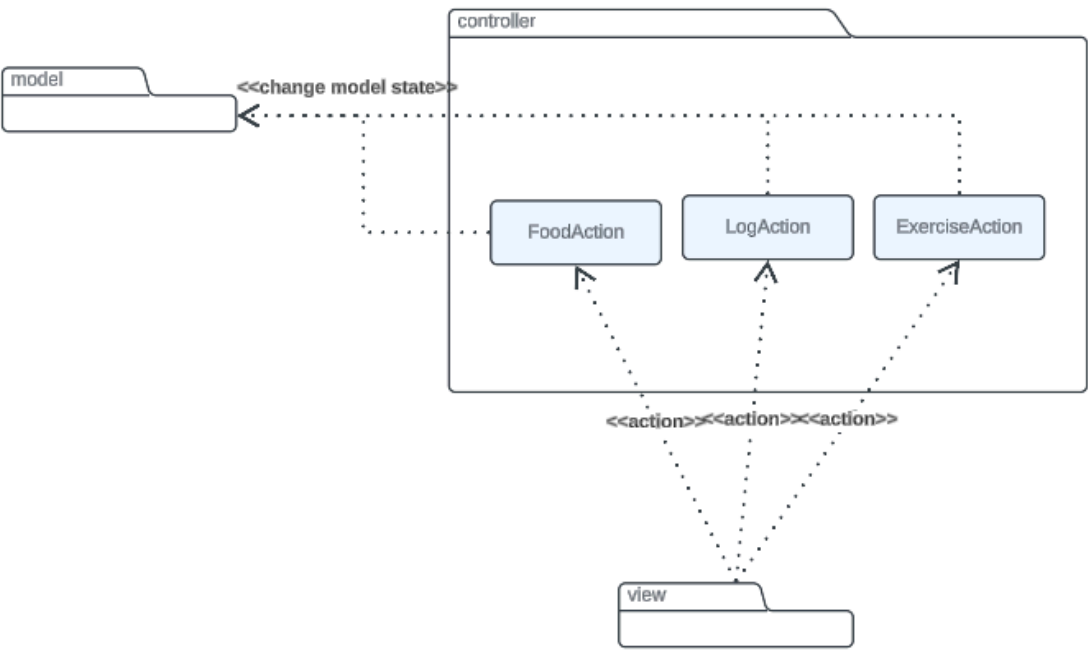 controller
model
<<change model state>>
FoodAction
LogAction
ExerciseAction
<<action>>
<<action>>
<<action>>
view